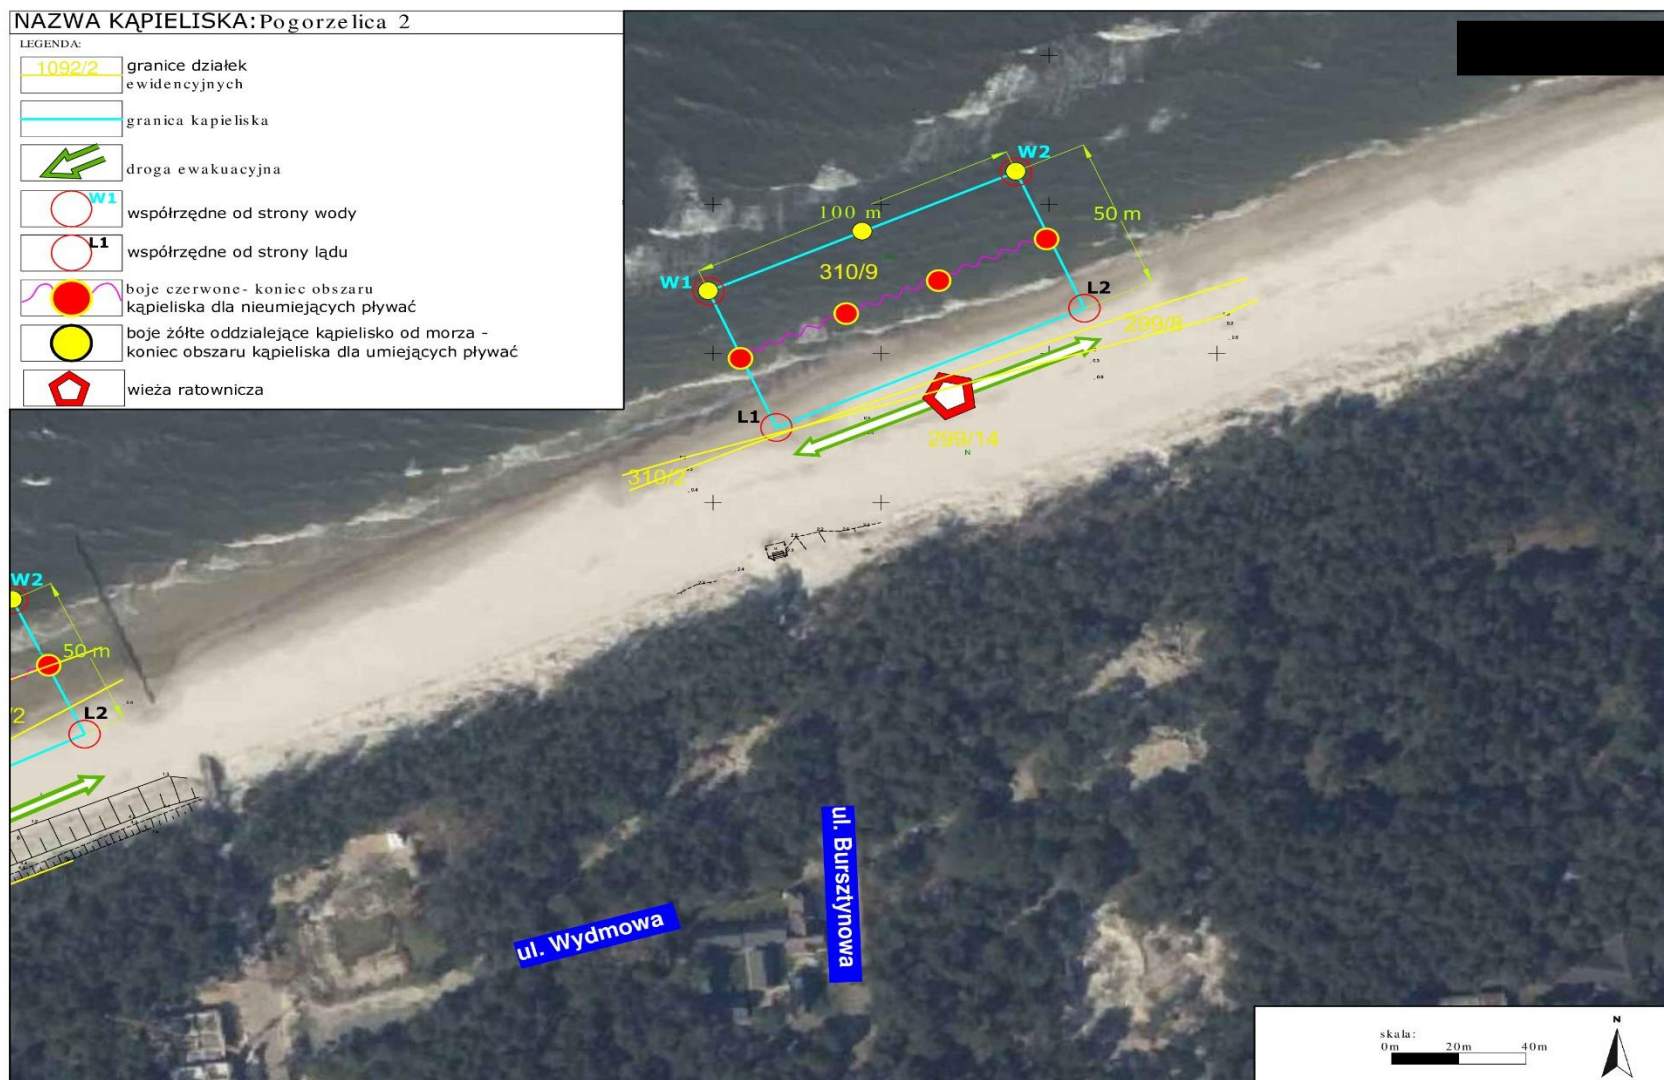 NAZWA KĄPIELISKA: Pogorzelica 2
LEGENDA:
1092/2
granice działek
ewidencyjnych
granica kapieliska
droga ewakuacyjna
W1
współrzędne od strony wody
L1
współrzędne od strony lądu
boje czerwone- koniec obszaru
kąpieliska dla nieumiejących pływać
boje żółte oddzialejące kąpielisko od morza -
koniec obszaru kąpieliska dla umiejących pływać
wieża ratownicza
W2
100 m
50 m
310/9
W1
L2
299/8
L1
299/14
N
310/2
W2
50 m
L2
/2
ul. Bursztynowa
ul. Wydmowa
skala:
0m 20m 40m
N